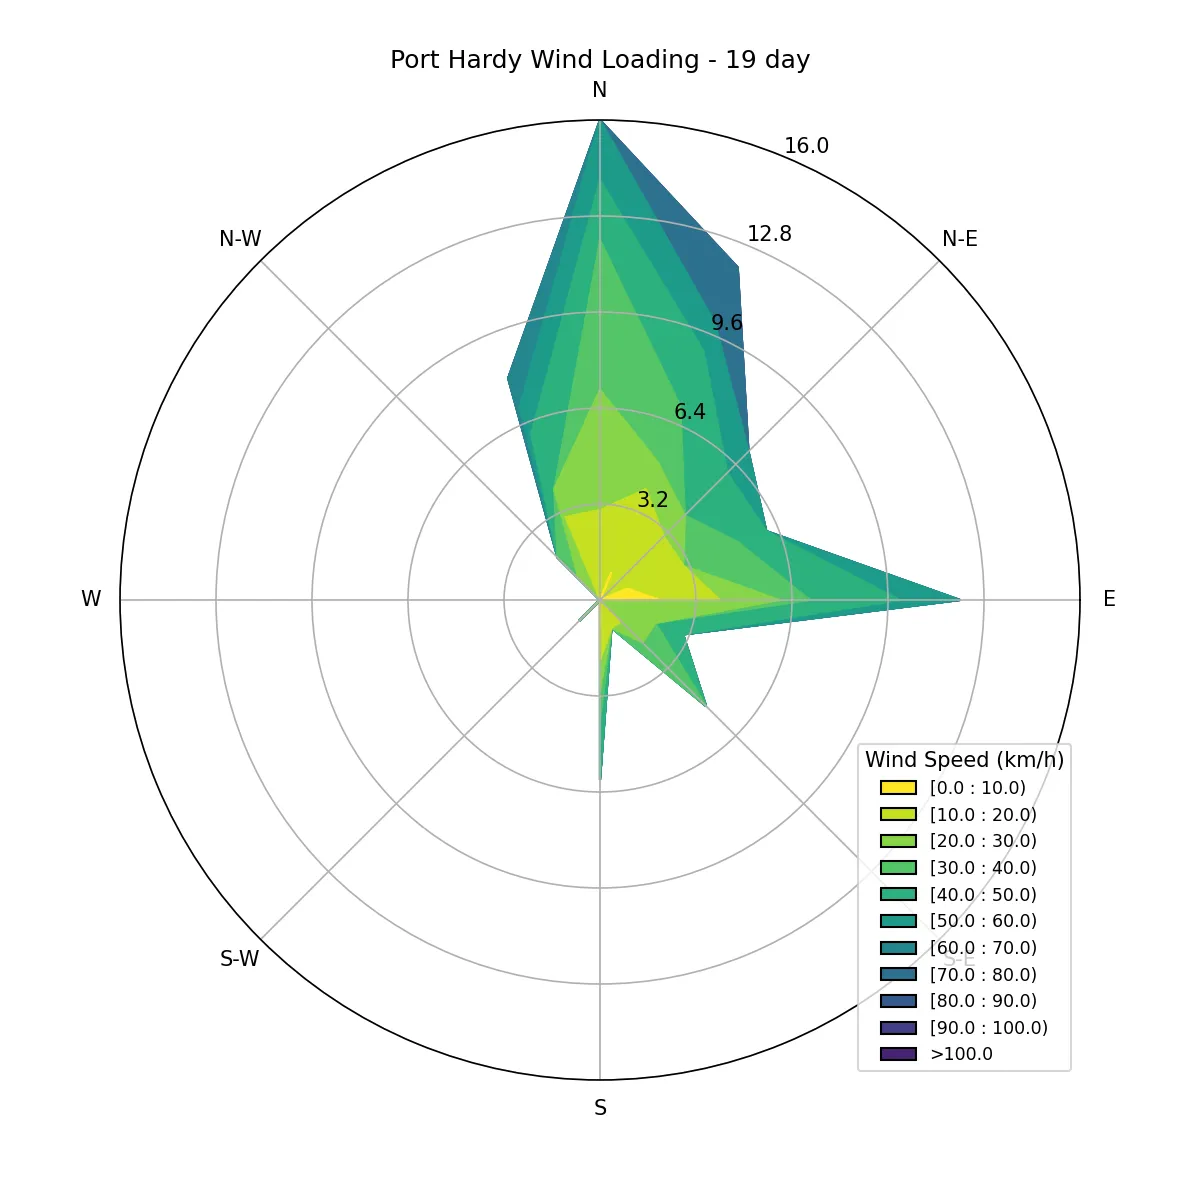 Port Hardy Wind Loading - 19 day
N
16.0
12.8
N-W
N-E
9.6
6.4
3.2
W
E
Wind Speed (km/h)
[0.0 : 10.0)
[10.0 : 20.0)
[20.0 : 30.0)
[30.0 : 40.0)
[40.0 : 50.0)
[50.0 : 60.0)
[60.0 : 70.0)
[70.0 : 80.0)
[80.0 : 90.0)
[90.0 : 100.0)
>100.0
S-W
S-E
S